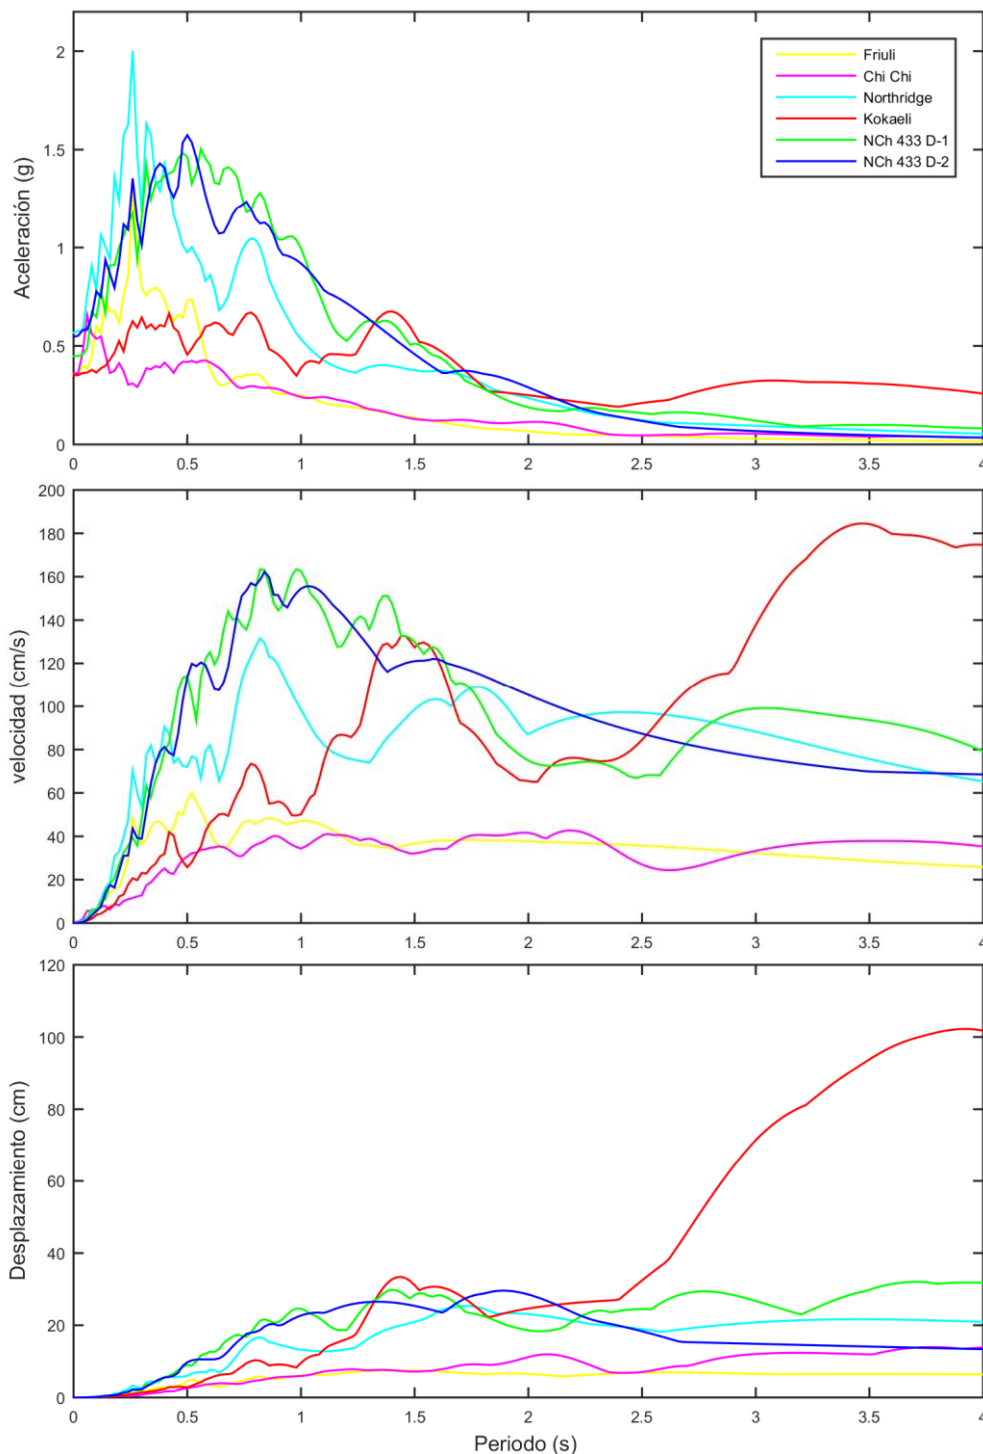 Aceleración (g)
2
1.5
1
0.5
0
0 0.5 1 1.5 2 2.5 3 3.5 4
Friuli
Chi Chi
Northridge
Kokaeli
NCh 433 D-1
NCh 433 D-2
velocidad (cm/s)
200
180
160
140
120
100
80
60
40
20
0
0 0.5 1 1.5 2 2.5 3 3.5 4
Desplazamiento (cm)
120
100
80
60
40
20
0
0 0.5 1 1.5 2 2.5 3 3.5 4
Periodo (s)